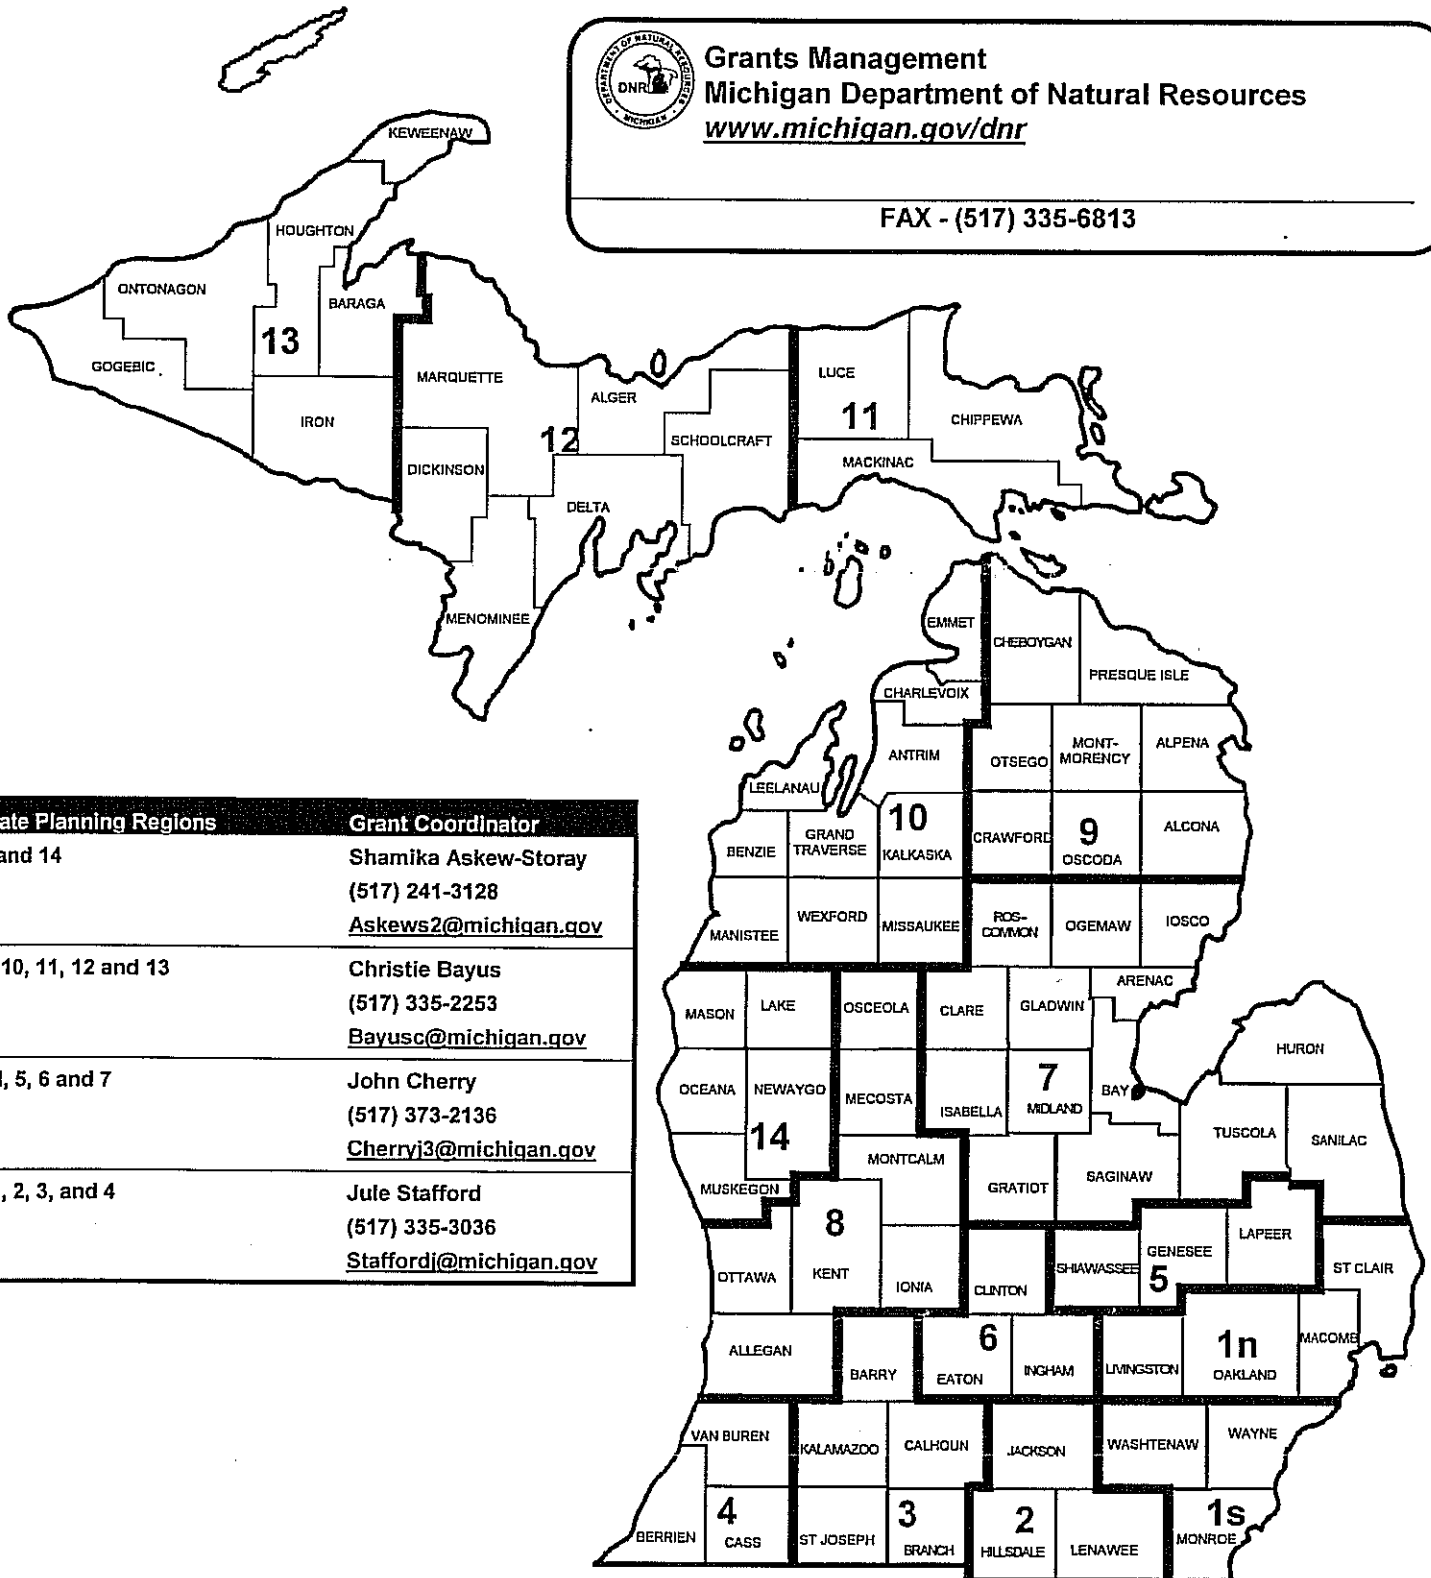 DEPARTMENT OF NATURAL RESOURCES
DNR
MICHIGAN
Grants Management
Michigan Department of Natural Resources
www.michigan.gov/dnr
FAX - (517) 335-6813
KEWEENAW
HOUGHTON
ONTONAGON
BARAGA
13
GOGEBIC
IRON
MARQUETTE
ALGER
12
DICKINSON
SCHOOLCRAFT
DELTA
MENOMINEE
LUCE
11
CHIPPEWA
MACKINAC
EMMET
CHEBOYGAN
PRESQUE ISLE
CHARLEVOIX
ANTRIM
OTSEGO
MONT-
MORENCY
ALPENA
LEELANAU
10
BENZIE
GRAND
TRAVERSE
KALKASKA
CRAWFORD
9
OSCODA
ALCONA
MANISTEE
WEXFORD
MISSAUKEE
ROS-
COMMON
OGEMAW
IOSCO
ARENAC
MASON
LAKE
OSCEOLA
CLARE
GLADWIN
HURON
OCEANA
NEWAYGO
MECOSTA
ISABELLA
7
MIDLAND
BAY
14
TUSCOLA
SANILAC
MONTCALM
MUSKEGON
GRATIOT
SAGINAW
8
LAPEER
GENESEE
OTTAWA
KENT
IONIA
CLINTON
SHIAWASSEE
5
ST CLAIR
ALLEGAN
BARRY
6
EATON
INGHAM
LIVINGSTON
1n
OAKLAND
MACOMB
VAN BUREN
KALAMAZOO
CALHOUN
JACKSON
WASHTENAW
WAYNE
BERRIEN
4
CASS
ST JOSEPH
3
BRANCH
2
HILLSDALE
LENAWEE
1s
MONROE
ate Planning Regions Grant Coordinator
and 14 Shamika Askew-Storay
(517) 241-3128
Askews2@michigan.gov
10, 11, 12 and 13 Christie Bayus
(517) 335-2253
Bayusc@michigan.gov
, 5, 6 and 7 John Cherry
(517) 373-2136
Cherryj3@michigan.gov
, 2, 3, and 4 Jule Stafford
(517) 335-3036
Staffordj@michigan.gov